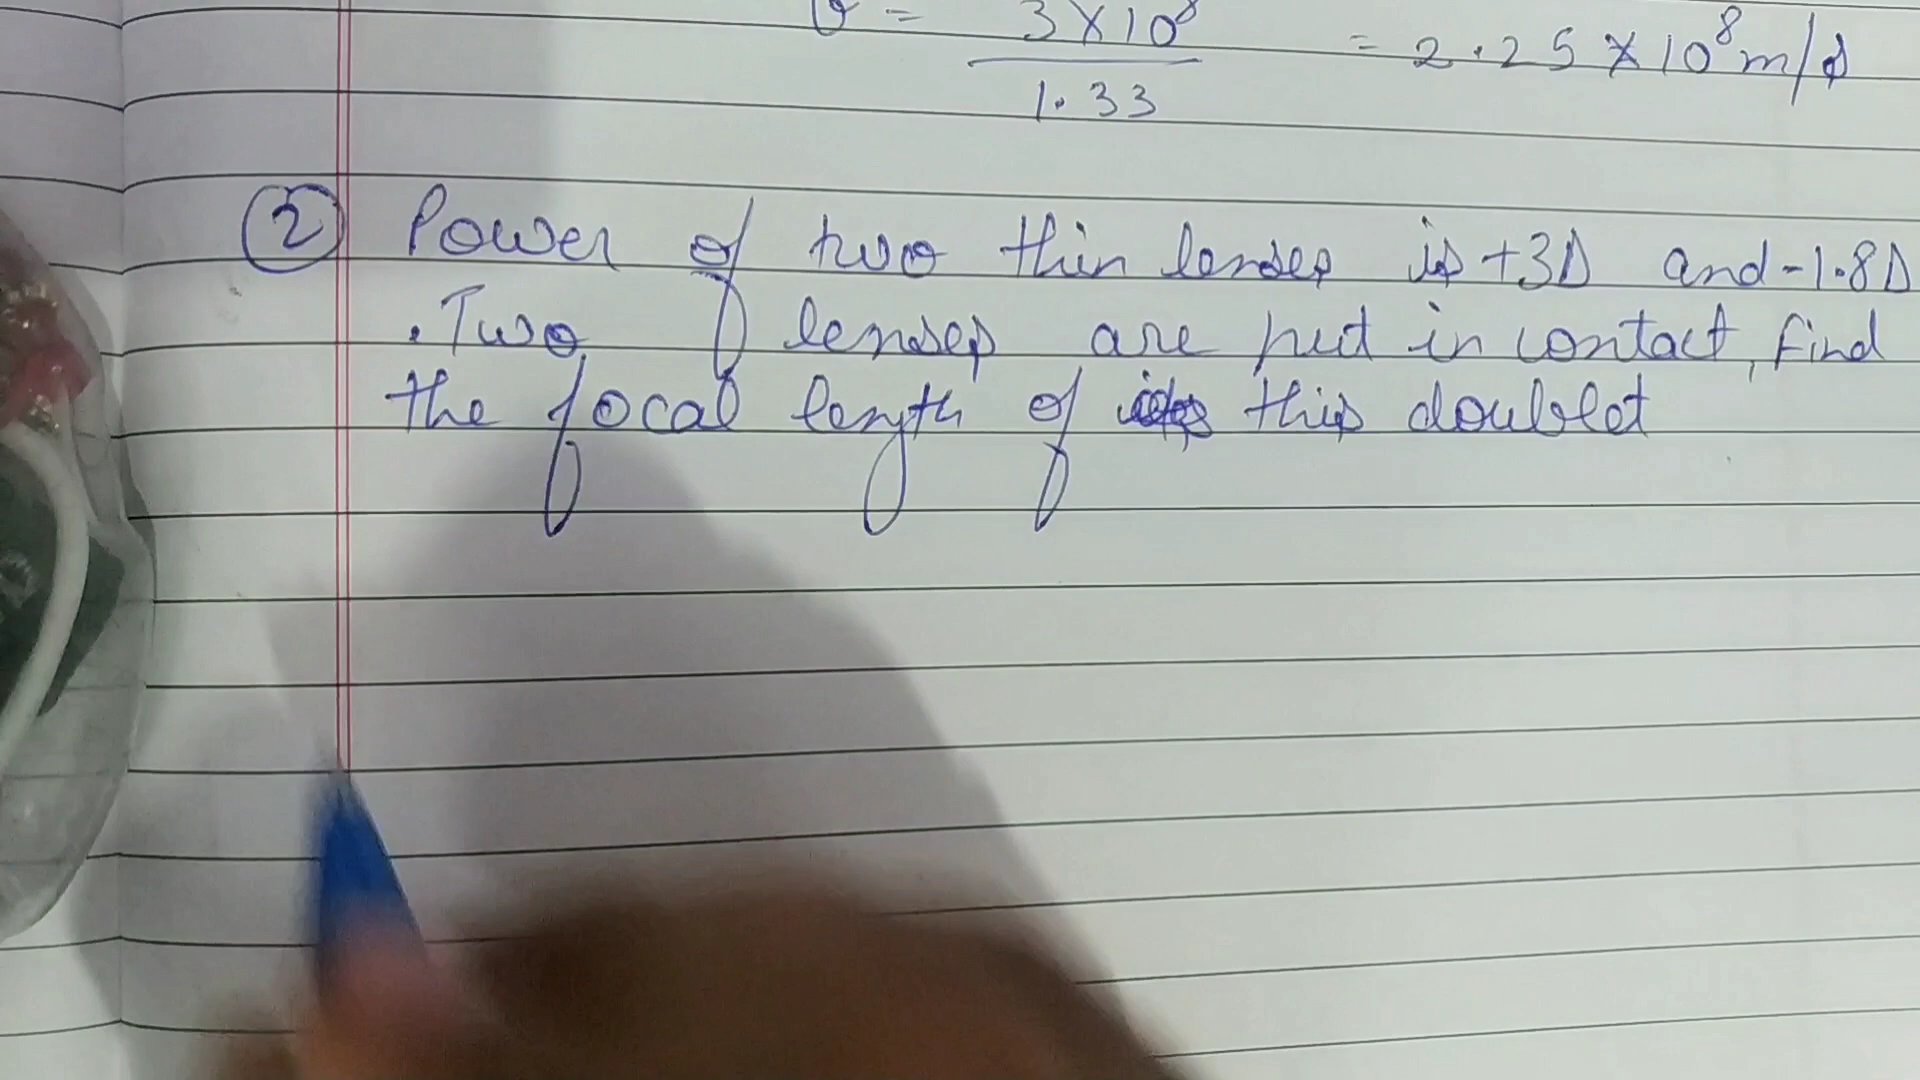 v = 3 × 10⁸ / 1.33 = 2.25 × 10⁸ m/s
② Power of two thin lenses is +3D and -1.8D
. Two lenses are put in contact, find
the focal length of this doublet